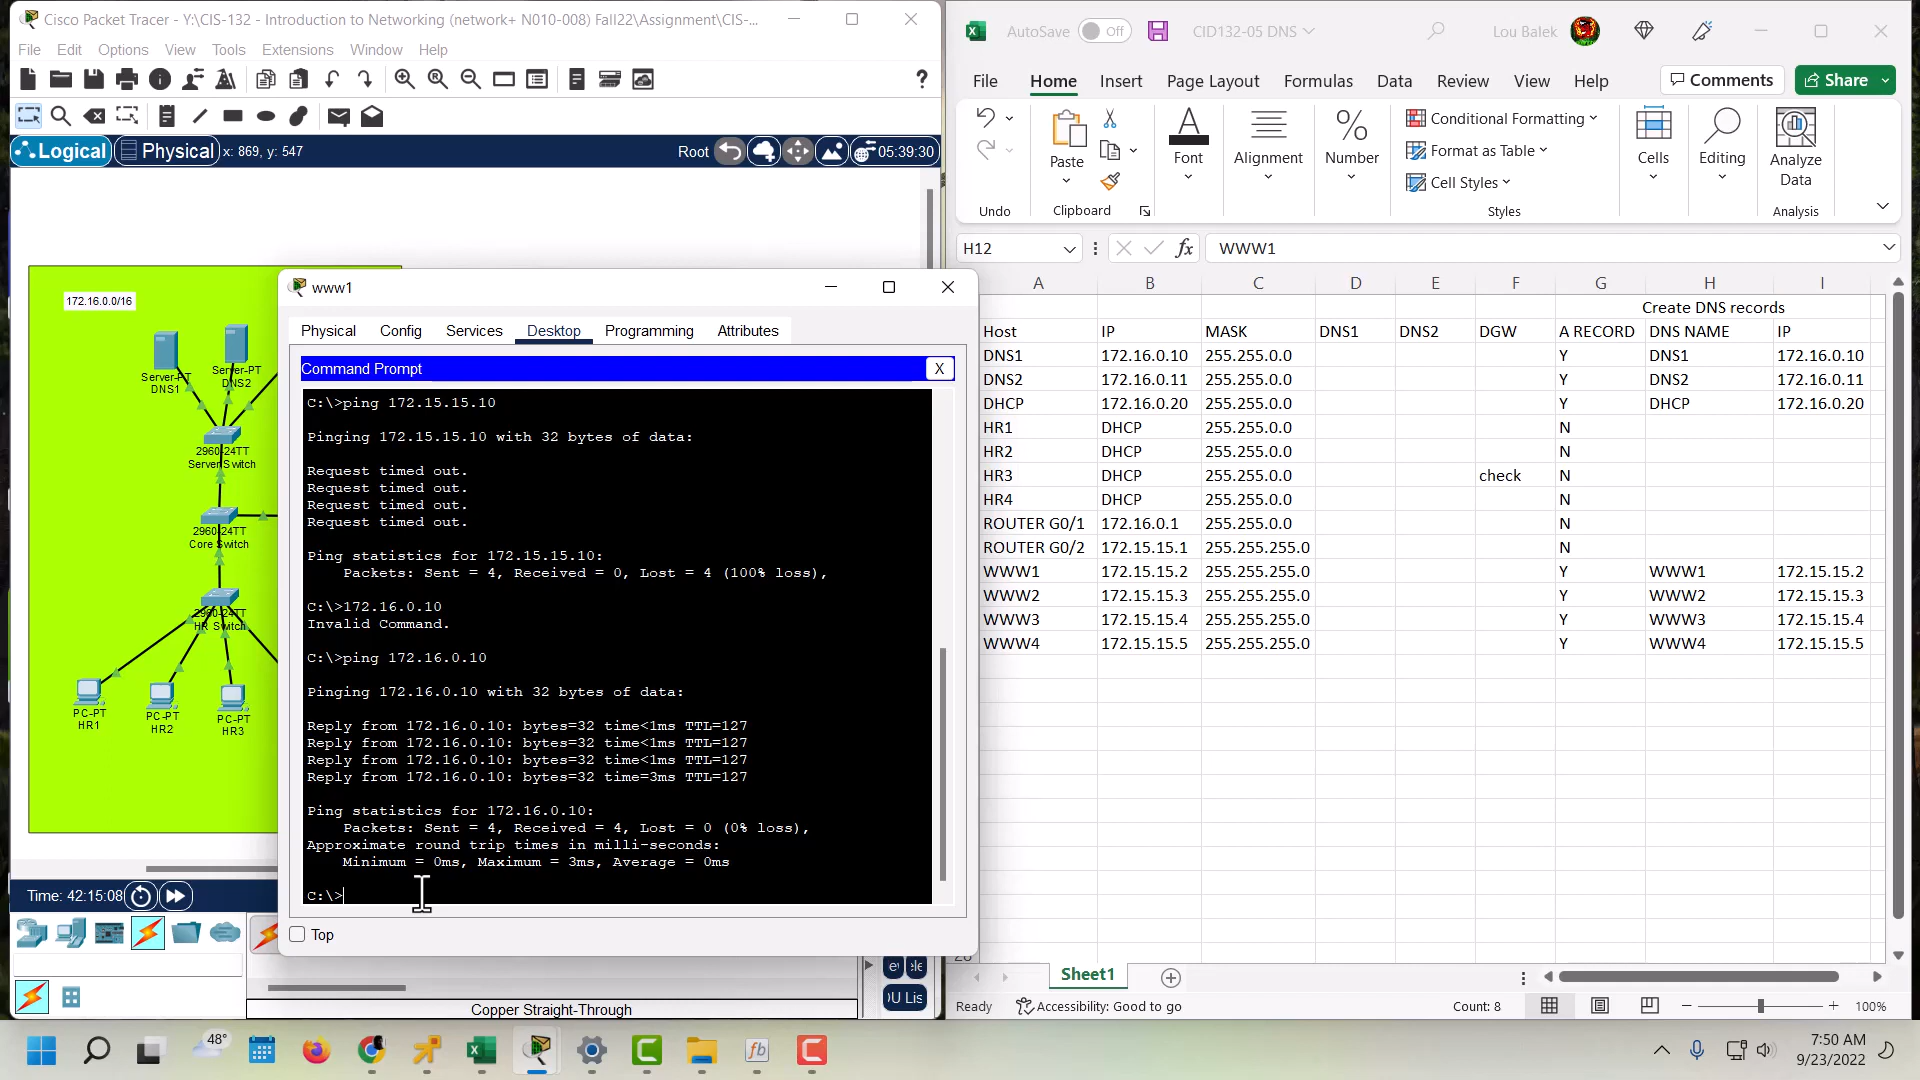 Cisco Packet Tracer - Y:\CIS-132 - Introduction to Networking (network+ N010-008) Fall22\Assignment\CIS-...
File Edit Options View Tools Extensions Window Help
Logical Physical x: 869, y: 547 Root 05:39:30
172.16.0.0/16
Server-PT
DNS1
Server-PT
DNS2
2960-24TT
Server Switch
2960-24TT
Core Switch
2960-24TT
HR Switch
PC-PT
HR1
PC-PT
HR2
PC-PT
HR3
www1
Physical Config Services Desktop Programming Attributes
Command Prompt X
C:\>ping 172.15.15.10
Pinging 172.15.15.10 with 32 bytes of data:
Request timed out.
Request timed out.
Request timed out.
Request timed out.
Ping statistics for 172.15.15.10:
Packets: Sent = 4, Received = 0, Lost = 4 (100% loss),
C:\>172.16.0.10
Invalid Command.
C:\>ping 172.16.0.10
Pinging 172.16.0.10 with 32 bytes of data:
Reply from 172.16.0.10: bytes=32 time<1ms TTL=127
Reply from 172.16.0.10: bytes=32 time<1ms TTL=127
Reply from 172.16.0.10: bytes=32 time<1ms TTL=127
Reply from 172.16.0.10: bytes=32 time=3ms TTL=127
Ping statistics for 172.16.0.10:
Packets: Sent = 4, Received = 4, Lost = 0 (0% loss),
Approximate round trip times in milli-seconds:
Minimum = 0ms, Maximum = 3ms, Average = 0ms
C:\>
Top
Time: 42:15:08
Copper Straight-Through
AutoSave Off CID132-05 DNS Lou Balek
File Home Insert Page Layout Formulas Data Review View Help Comments Share
Undo
Paste
Clipboard
Font
Alignment
Number
Conditional Formatting
Format as Table
Cell Styles
Styles
Cells
Editing
Analyze
Data
Analysis
H12 fx WWW1
A B C D E F G H I
Create DNS records
Host IP MASK DNS1 DNS2 DGW A RECORD DNS NAME IP
DNS1 172.16.0.10 255.255.0.0 Y DNS1 172.16.0.10
DNS2 172.16.0.11 255.255.0.0 Y DNS2 172.16.0.11
DHCP 172.16.0.20 255.255.0.0 Y DHCP 172.16.0.20
HR1 DHCP 255.255.0.0 N
HR2 DHCP 255.255.0.0 N
HR3 DHCP 255.255.0.0 check N
HR4 DHCP 255.255.0.0 N
ROUTER G0/1 172.16.0.1 255.255.0.0 N
ROUTER G0/2 172.15.15.1 255.255.255.0 N
WWW1 172.15.15.2 255.255.255.0 Y WWW1 172.15.15.2
WWW2 172.15.15.3 255.255.255.0 Y WWW2 172.15.15.3
WWW3 172.15.15.4 255.255.255.0 Y WWW3 172.15.15.4
WWW4 172.15.15.5 255.255.255.0 Y WWW4 172.15.15.5
Sheet1
Ready Accessibility: Good to go Count: 8 100%
48°
7:50 AM
9/23/2022